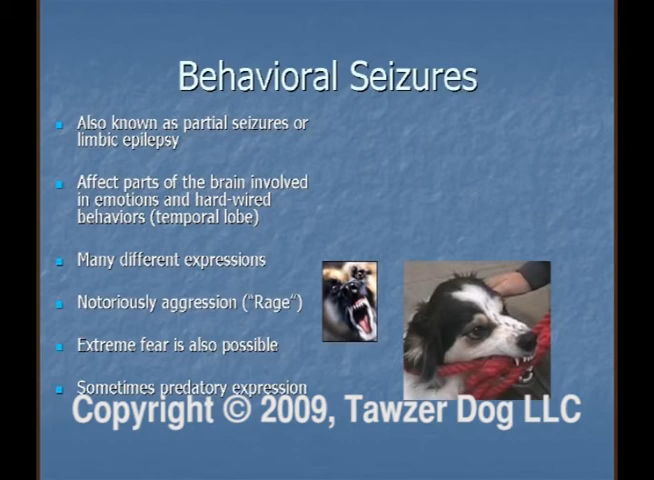 Behavioral Seizures
Also known as partial seizures or
limbic epilepsy
Affect parts of the brain involved
in emotions and hard-wired
behaviors (temporal lobe)
Many different expressions
Notoriously aggression ("Rage")
Extreme fear is also possible
Sometimes predatory expression
Copyright © 2009, Tawzer Dog LLC